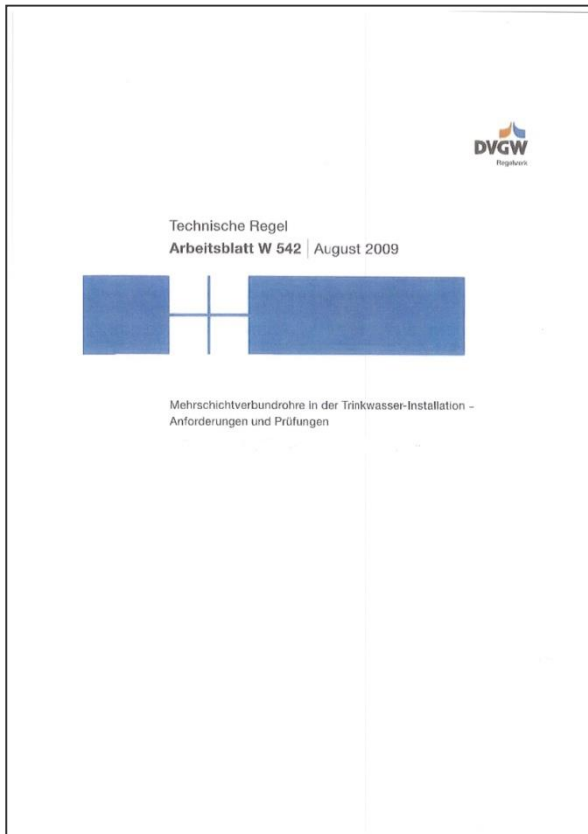 DVGW
Regelwerk
Technische Regel
Arbeitsblatt W 542 | August 2009
Mehrschichtverbundrohre in der Trinkwasser-Installation –
Anforderungen und Prüfungen